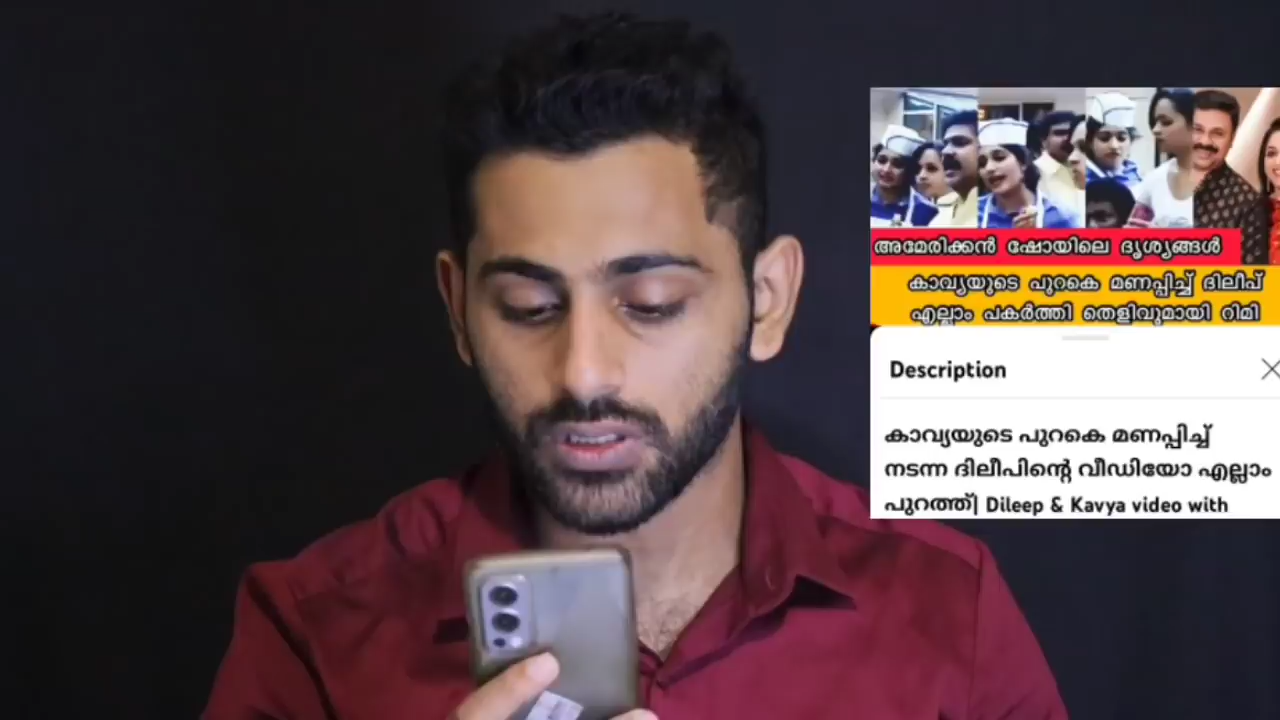 അമേരിക്കൻ ഷോയിലെ ദൃശ്യങ്ങൾ
കാവ്യയുടെ പുറകെ മണപ്പിച്ച് ദിലീപ്
എല്ലാം പകർത്തി തെളിവുമായി റിമി
Description
കാവ്യയുടെ പുറകെ മണപ്പിച്ച്
നടന്ന ദിലീപിന്റെ വീഡിയോ എല്ലാം
പുറത്ത്| Dileep & Kavya video with